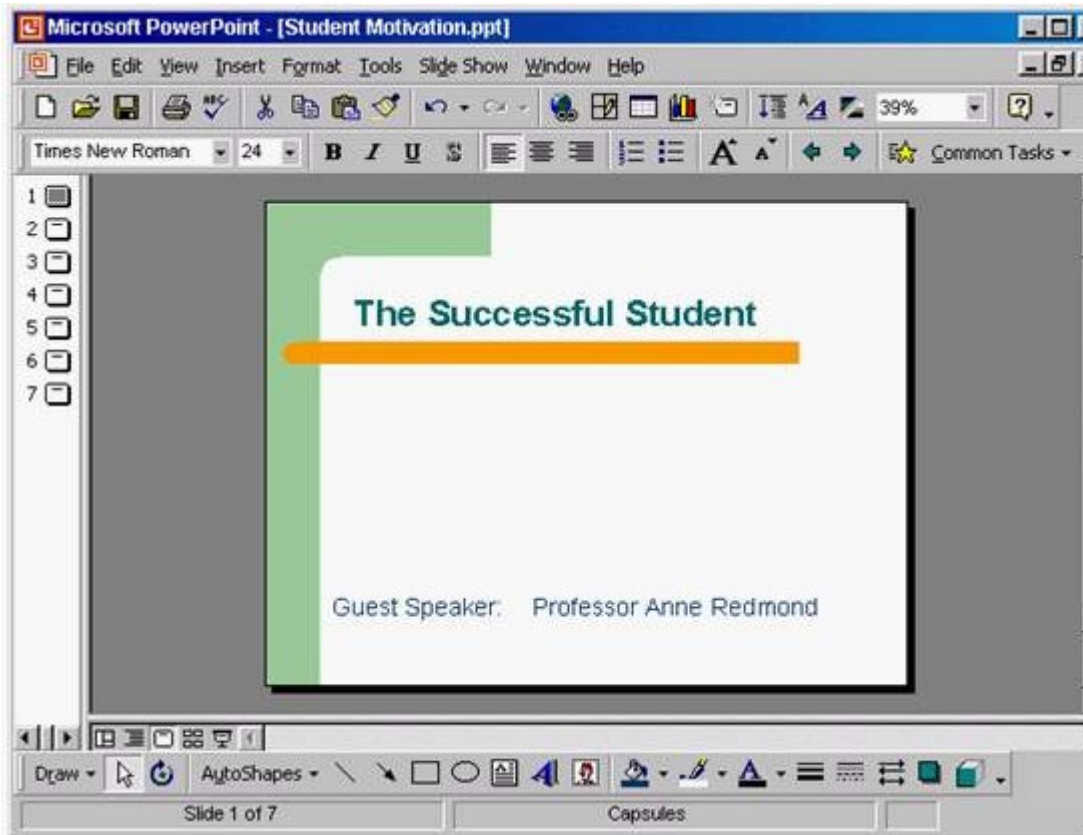 Microsoft PowerPoint - [Student Motivation.ppt]
File Edit View Insert Format Tools Slide Show Window Help
39%
Times New Roman 24 B I U S A A Common Tasks
1
2
3
4
5
6
7
The Successful Student
Guest Speaker: Professor Anne Redmond
Draw AutoShapes
Slide 1 of 7 Capsules